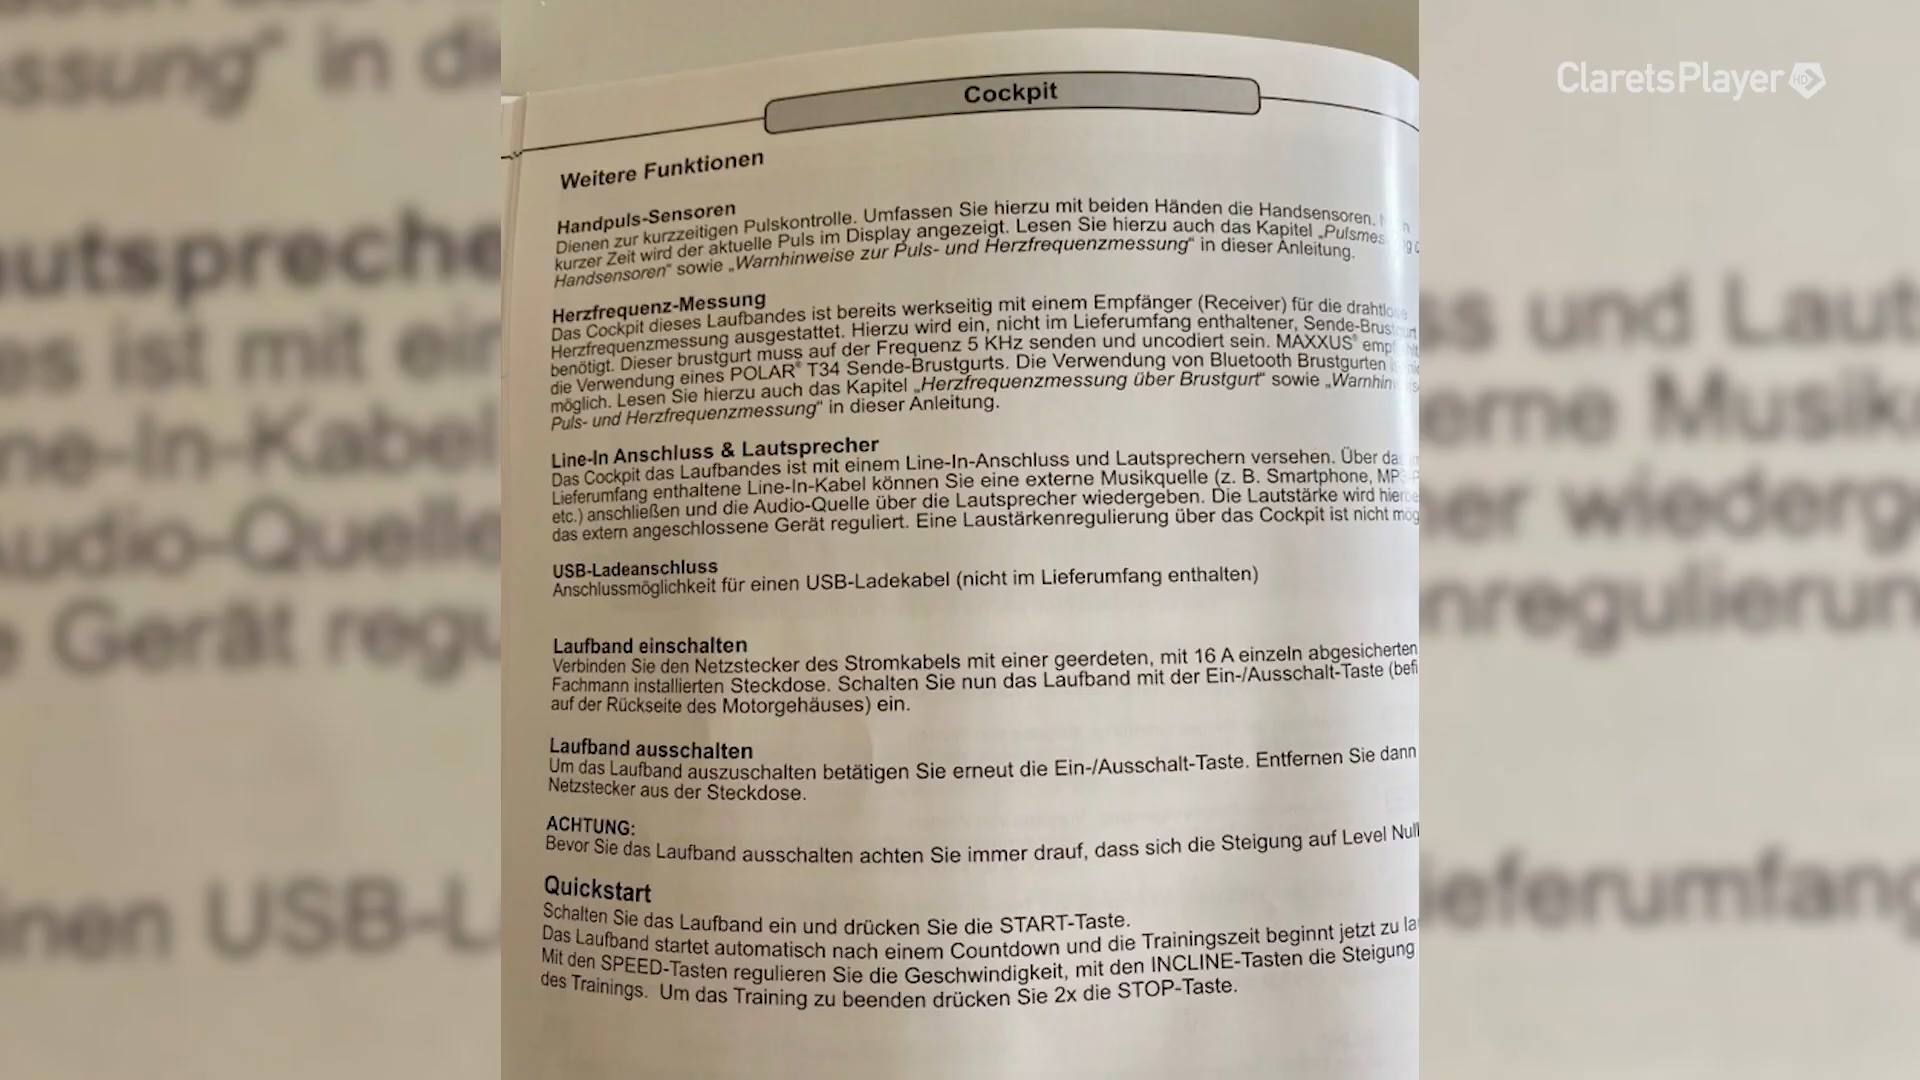 ClaretsPlayer HD
Cockpit
Weitere Funktionen
Handpuls-Sensoren
Dienen zur kurzzeitigen Pulskontrolle. Umfassen Sie hierzu mit beiden Händen die Handsensoren.
kurzer Zeit wird der aktuelle Puls im Display angezeigt. Lesen Sie hierzu auch das Kapitel „Pulsmes
Handsensoren“ sowie „Warnhinweise zur Puls- und Herzfrequenzmessung“ in dieser Anleitung.
Herzfrequenz-Messung
Das Cockpit dieses Laufbandes ist bereits werkseitig mit einem Empfänger (Receiver) für die drahtlose
Herzfrequenzmessung ausgestattet. Hierzu wird ein, nicht im Lieferumfang enthaltener, Sende-Brustgurt
benötigt. Dieser brustgurt muss auf der Frequenz 5 KHz senden und uncodiert sein. MAXXUS® empf
die Verwendung eines POLAR® T34 Sende-Brustgurts. Die Verwendung von Bluetooth Brustgurten
möglich. Lesen Sie hierzu auch das Kapitel „Herzfrequenzmessung über Brustgurt“ sowie „Warnhin
Puls- und Herzfrequenzmessung“ in dieser Anleitung.
Line-In Anschluss & Lautsprecher
Das Cockpit das Laufbandes ist mit einem Line-In-Anschluss und Lautsprechern versehen. Über da
Lieferumfang enthaltene Line-In-Kabel können Sie eine externe Musikquelle (z. B. Smartphone, MP3-P
etc.) anschließen und die Audio-Quelle über die Lautsprecher wiedergeben. Die Lautstärke wird hierbe
das extern angeschlossene Gerät reguliert. Eine Laustärkenregulierung über das Cockpit ist nicht mög
USB-Ladeanschluss
Anschlussmöglichkeit für einen USB-Ladekabel (nicht im Lieferumfang enthalten)
Laufband einschalten
Verbinden Sie den Netzstecker des Stromkabels mit einer geerdeten, mit 16 A einzeln abgesicherten
Fachmann installierten Steckdose. Schalten Sie nun das Laufband mit der Ein-/Ausschalt-Taste (befi
auf der Rückseite des Motorgehäuses) ein.
Laufband ausschalten
Um das Laufband auszuschalten betätigen Sie erneut die Ein-/Ausschalt-Taste. Entfernen Sie dann
Netzstecker aus der Steckdose.
ACHTUNG:
Bevor Sie das Laufband ausschalten achten Sie immer drauf, dass sich die Steigung auf Level Null
Quickstart
Schalten Sie das Laufband ein und drücken Sie die START-Taste.
Das Laufband startet automatisch nach einem Countdown und die Trainingszeit beginnt jetzt zu la
Mit den SPEED-Tasten regulieren Sie die Geschwindigkeit, mit den INCLINE-Tasten die Steigung
des Trainings. Um das Training zu beenden drücken Sie 2x die STOP-Taste.